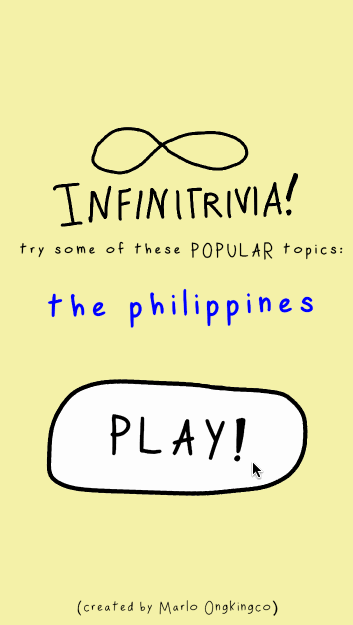 INFINITRIVIA!
try some of these POPULAR topics:
the philippines
PLAY!
(created by Marlo Ongkingco)